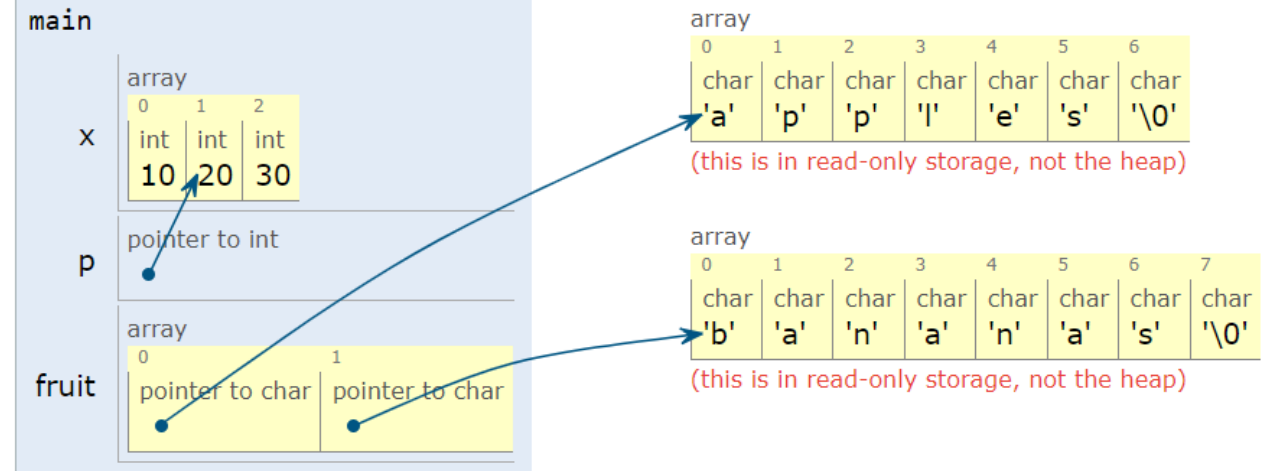 main
x
array
0 1 2
int int int
10 20 30
p
pointer to int
fruit
array
0 1
pointer to char pointer to char
array
0 1 2 3 4 5 6
char char char char char char char
'a' 'p' 'p' 'l' 'e' 's' '\0'
(this is in read-only storage, not the heap)
array
0 1 2 3 4 5 6 7
char char char char char char char char
'b' 'a' 'n' 'a' 'n' 'a' 's' '\0'
(this is in read-only storage, not the heap)